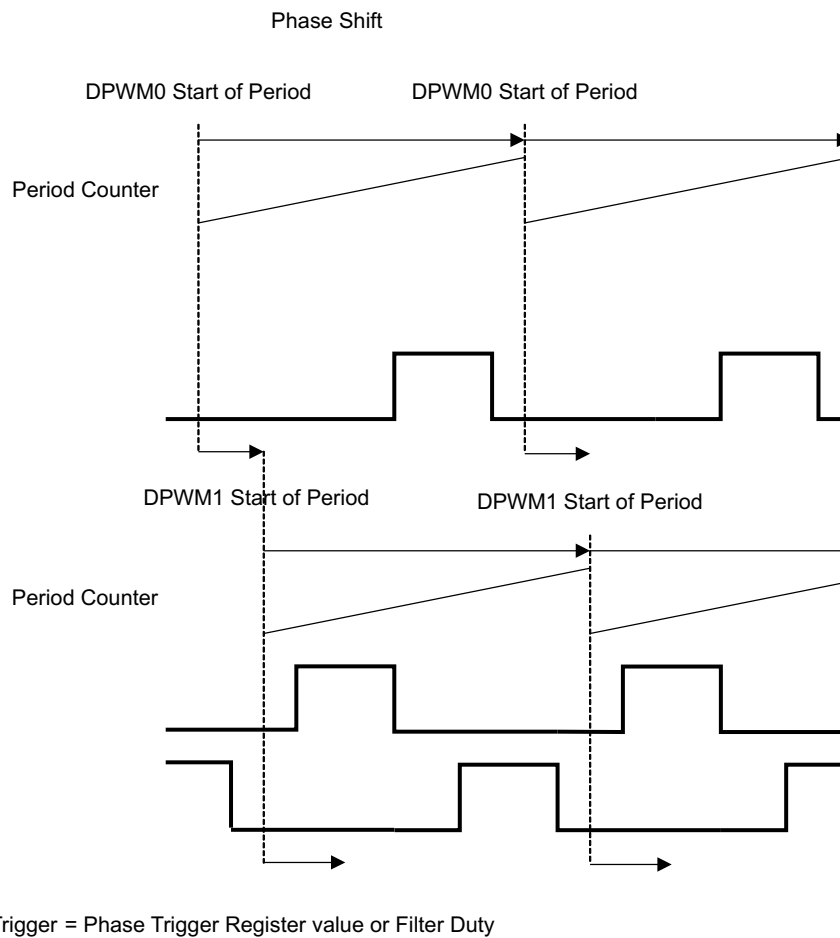 Phase Shift
DPWM0 Start of Period DPWM0 Start of Period
Period Counter
DPWM1 Start of Period DPWM1 Start of Period
Period Counter
= Phase Trigger Register value or Filter Duty